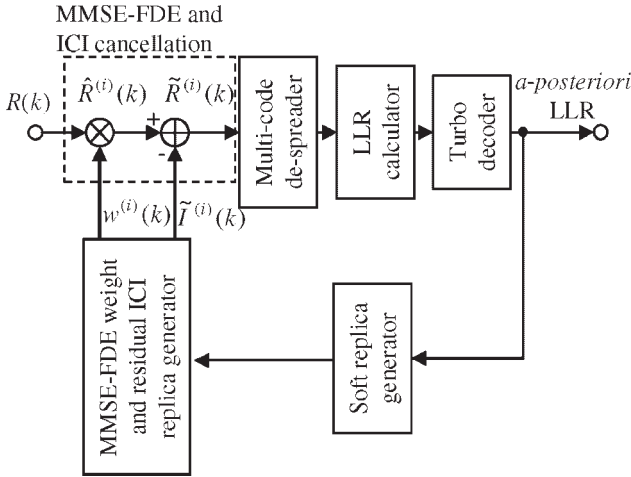 MMSE-FDE and
ICI cancellation
R(k)
R̂⁽ⁱ⁾(k)
R̃⁽ⁱ⁾(k)
+
-
w⁽ⁱ⁾(k)
Ĩ⁽ⁱ⁾(k)
Multi-code
de-spreader
LLR
calculator
Turbo
decoder
a-posteriori
LLR
MMSE-FDE weight
and residual ICI
replica generator
Soft replica
generator